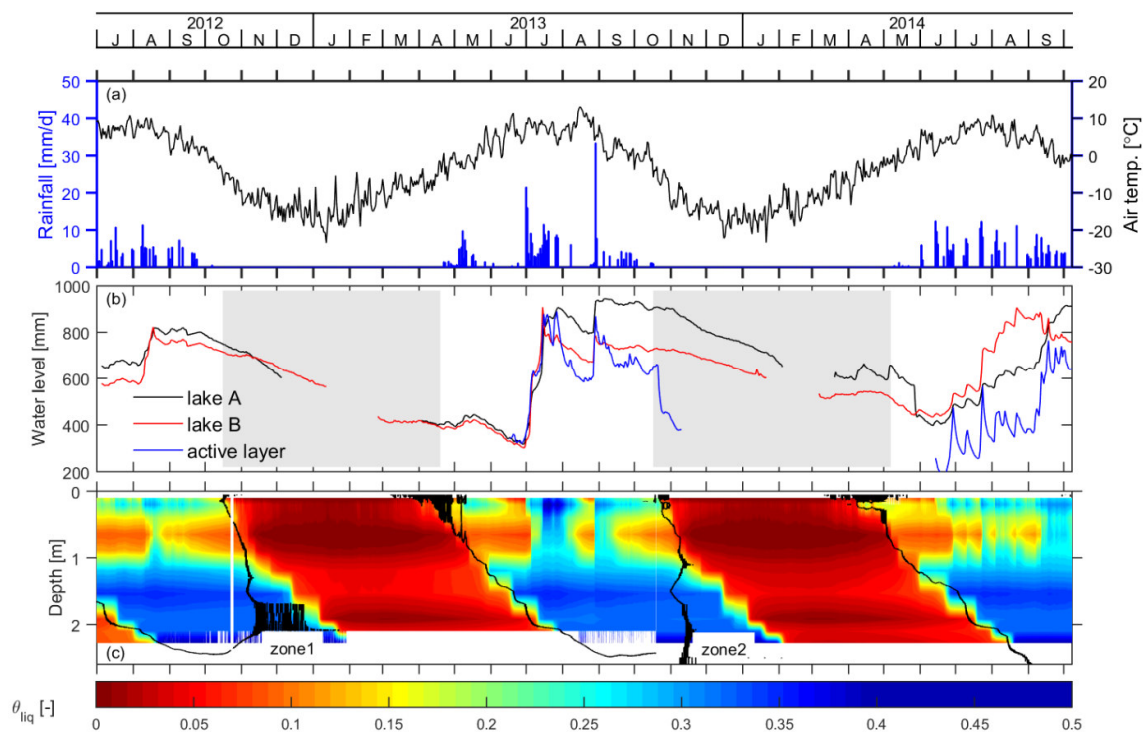 2012 2013 2014
J A S O N D J F M A M J J A S O N D J F M A M J J A S
(a)
50 40 30 20 10 0
Rainfall [mm/d]
20 10 0 -10 -20 -30
Air temp. [°C]
(b)
1000 800 600 400 200
Water level [mm]
lake A
lake B
active layer
0 1 2
Depth [m]
(c)
zone1
zone2
θliq [-]
0 0.05 0.1 0.15 0.2 0.25 0.3 0.35 0.4 0.45 0.5